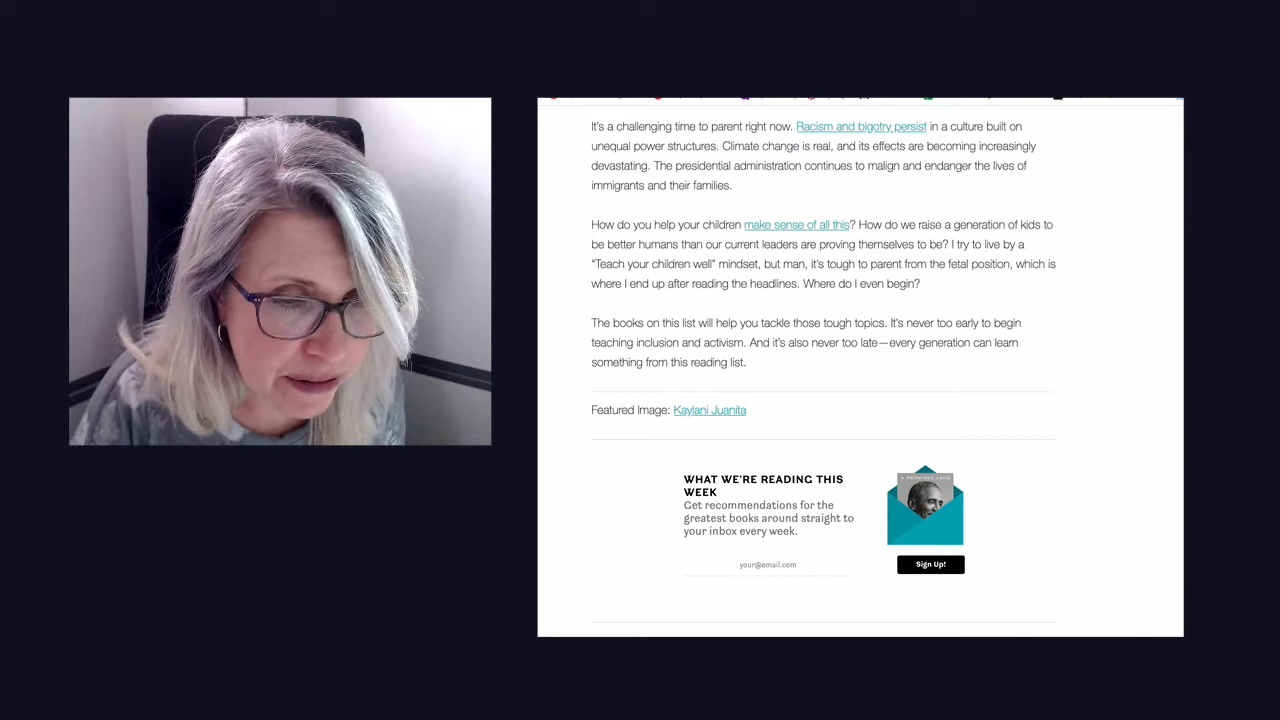 It's a challenging time to parent right now. Racism and bigotry persist in a culture built on
unequal power structures. Climate change is real, and its effects are becoming increasingly
devastating. The presidential administration continues to malign and endanger the lives of
immigrants and their families.
How do you help your children make sense of all this? How do we raise a generation of kids to
be better humans than our current leaders are proving themselves to be? I try to live by a
“Teach your children well” mindset, but man, it's tough to parent from the fetal position, which is
where I end up after reading the headlines. Where do I even begin?
The books on this list will help you tackle those tough topics. It's never too early to begin
teaching inclusion and activism. And it's also never too late—every generation can learn
something from this reading list.
Featured Image: Kaylani Juanita
WHAT WE'RE READING THIS
WEEK
Get recommendations for the
greatest books around straight to
your inbox every week.
your@email.com
A PROMISED LAND
Sign Up!